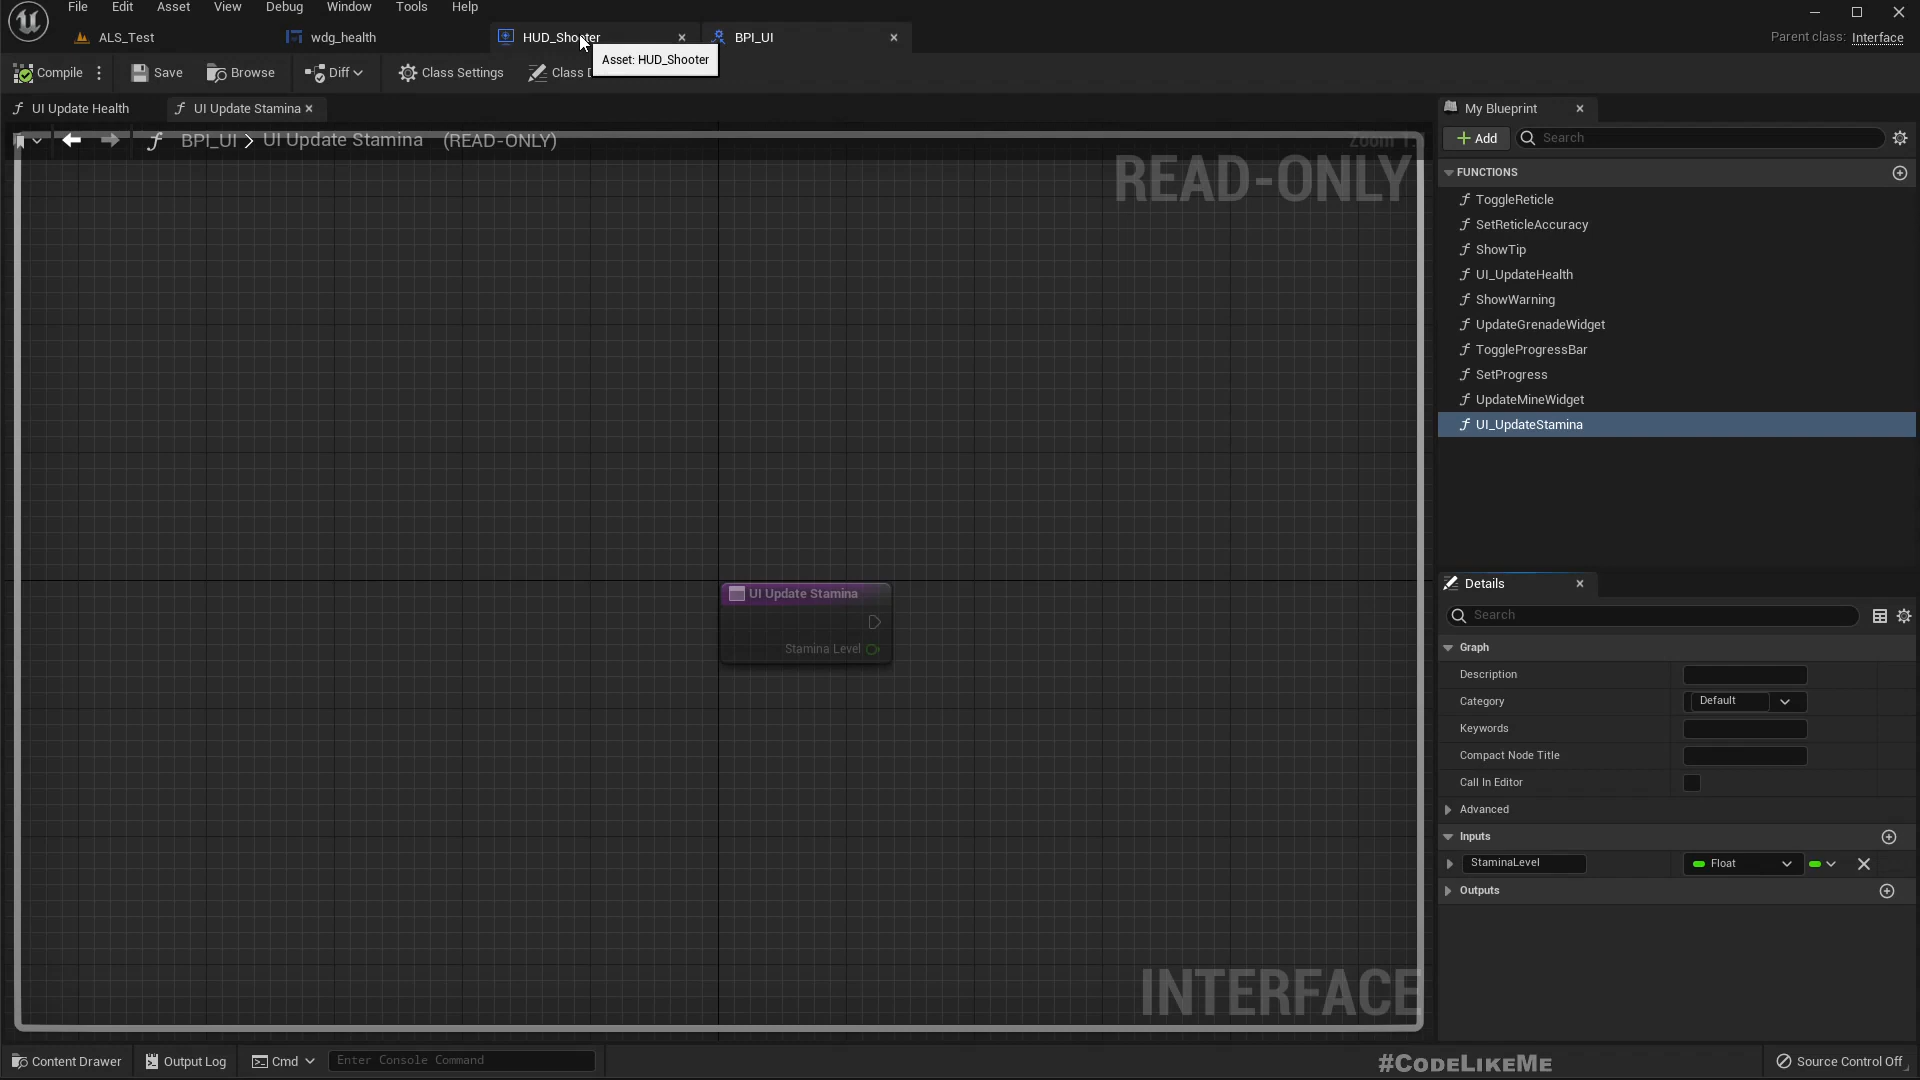 File Edit Asset View Debug Window Tools Help
ALS_Test wdg_health HUD_Shooter BPI_UI Parent class: Interface
Asset: HUD_Shooter
Compile Save Browse Diff Class Settings Class
UI Update Health UI Update Stamina My Blueprint
BPI_UI > UI Update Stamina (READ-ONLY) Zoom
Add Search
READ-ONLY
FUNCTIONS
ToggleReticle
SetReticleAccuracy
ShowTip
UI_UpdateHealth
ShowWarning
UpdateGrenadeWidget
ToggleProgressBar
SetProgress
UpdateMineWidget
UI_UpdateStamina
UI Update Stamina
Stamina Level
Details
Search
Graph
Description
Category Default
Keywords
Compact Node Title
Call In Editor
Advanced
Inputs
StaminaLevel Float
Outputs
INTERFACE
Content Drawer Output Log Cmd Enter Console Command #CODELIKEME Source Control Off